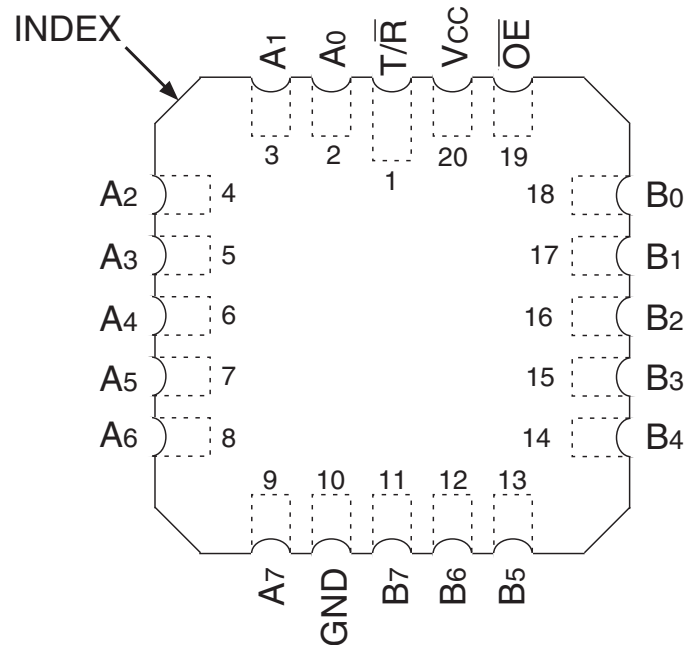 INDEX
A1 A0 T/R̅ VCC O̅E̅
3 2 1 20 19
A2 4 18 B0
A3 5 17 B1
A4 6 16 B2
A5 7 15 B3
A6 8 14 B4
9 10 11 12 13
A7 GND B7 B6 B5